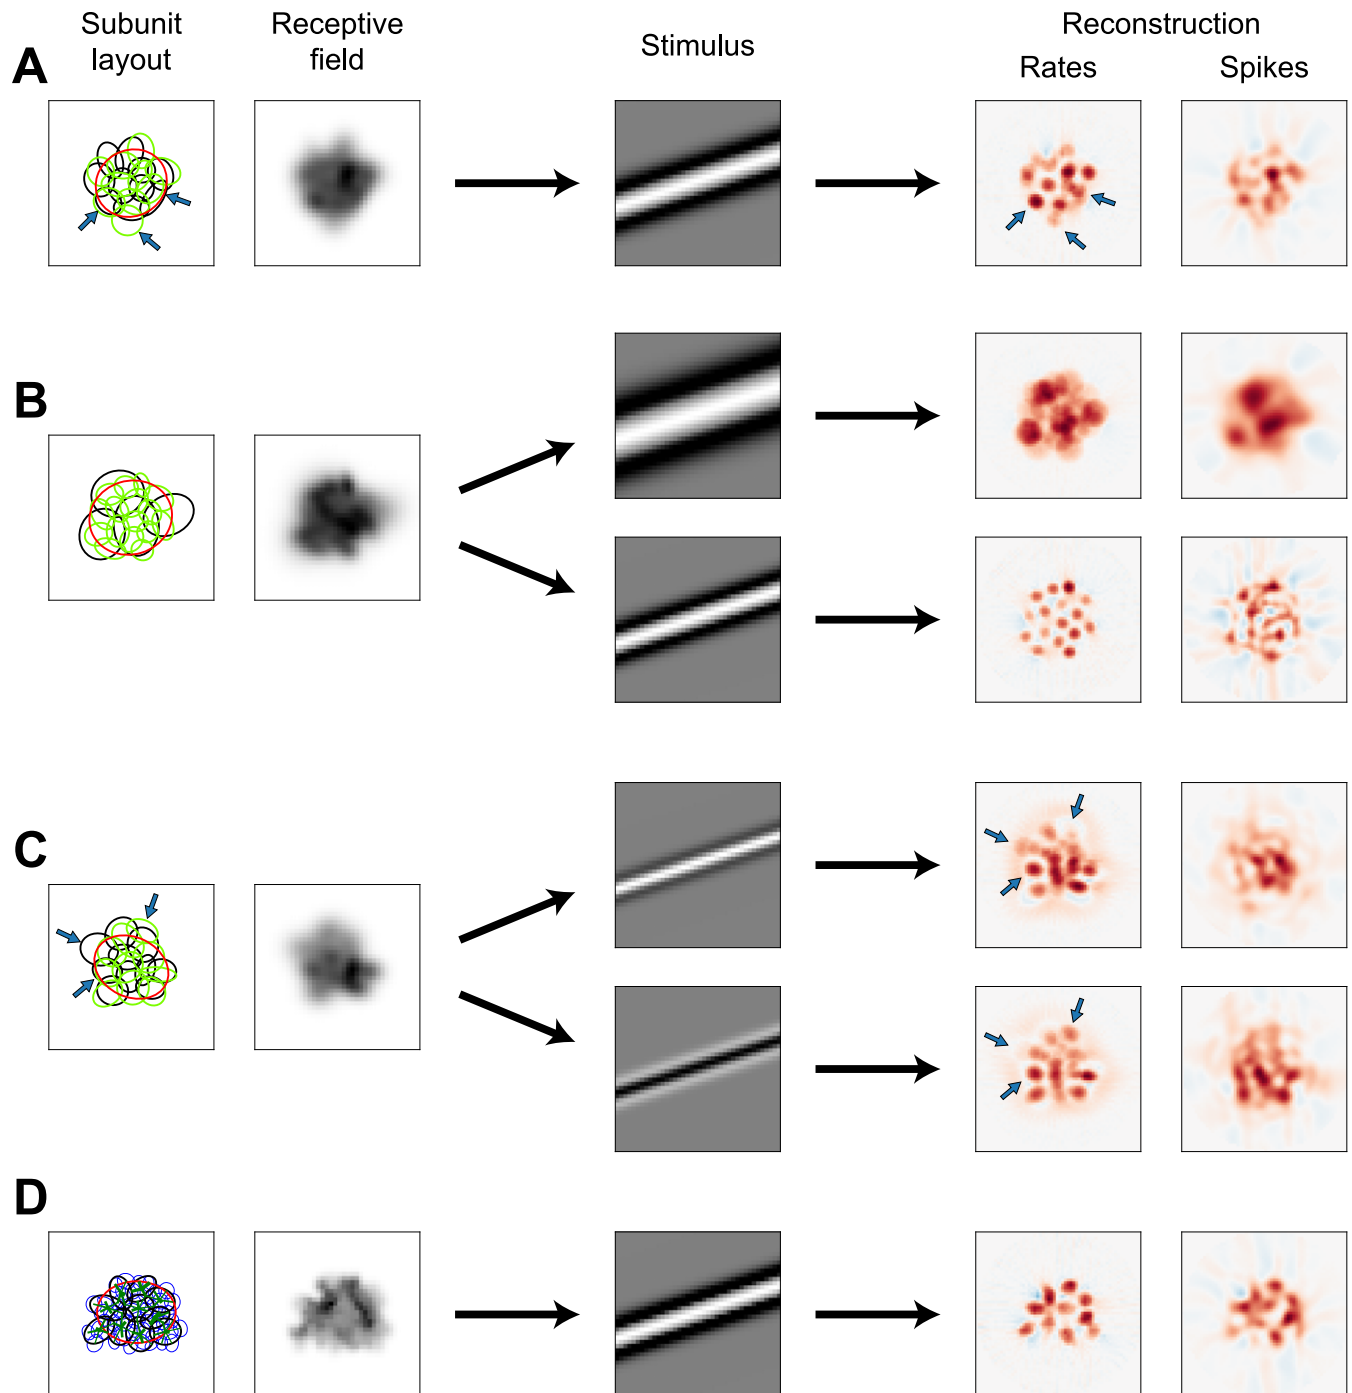 Subunit
layout
Receptive
field
Stimulus
Reconstruction
Rates
Spikes
A
B
C
D